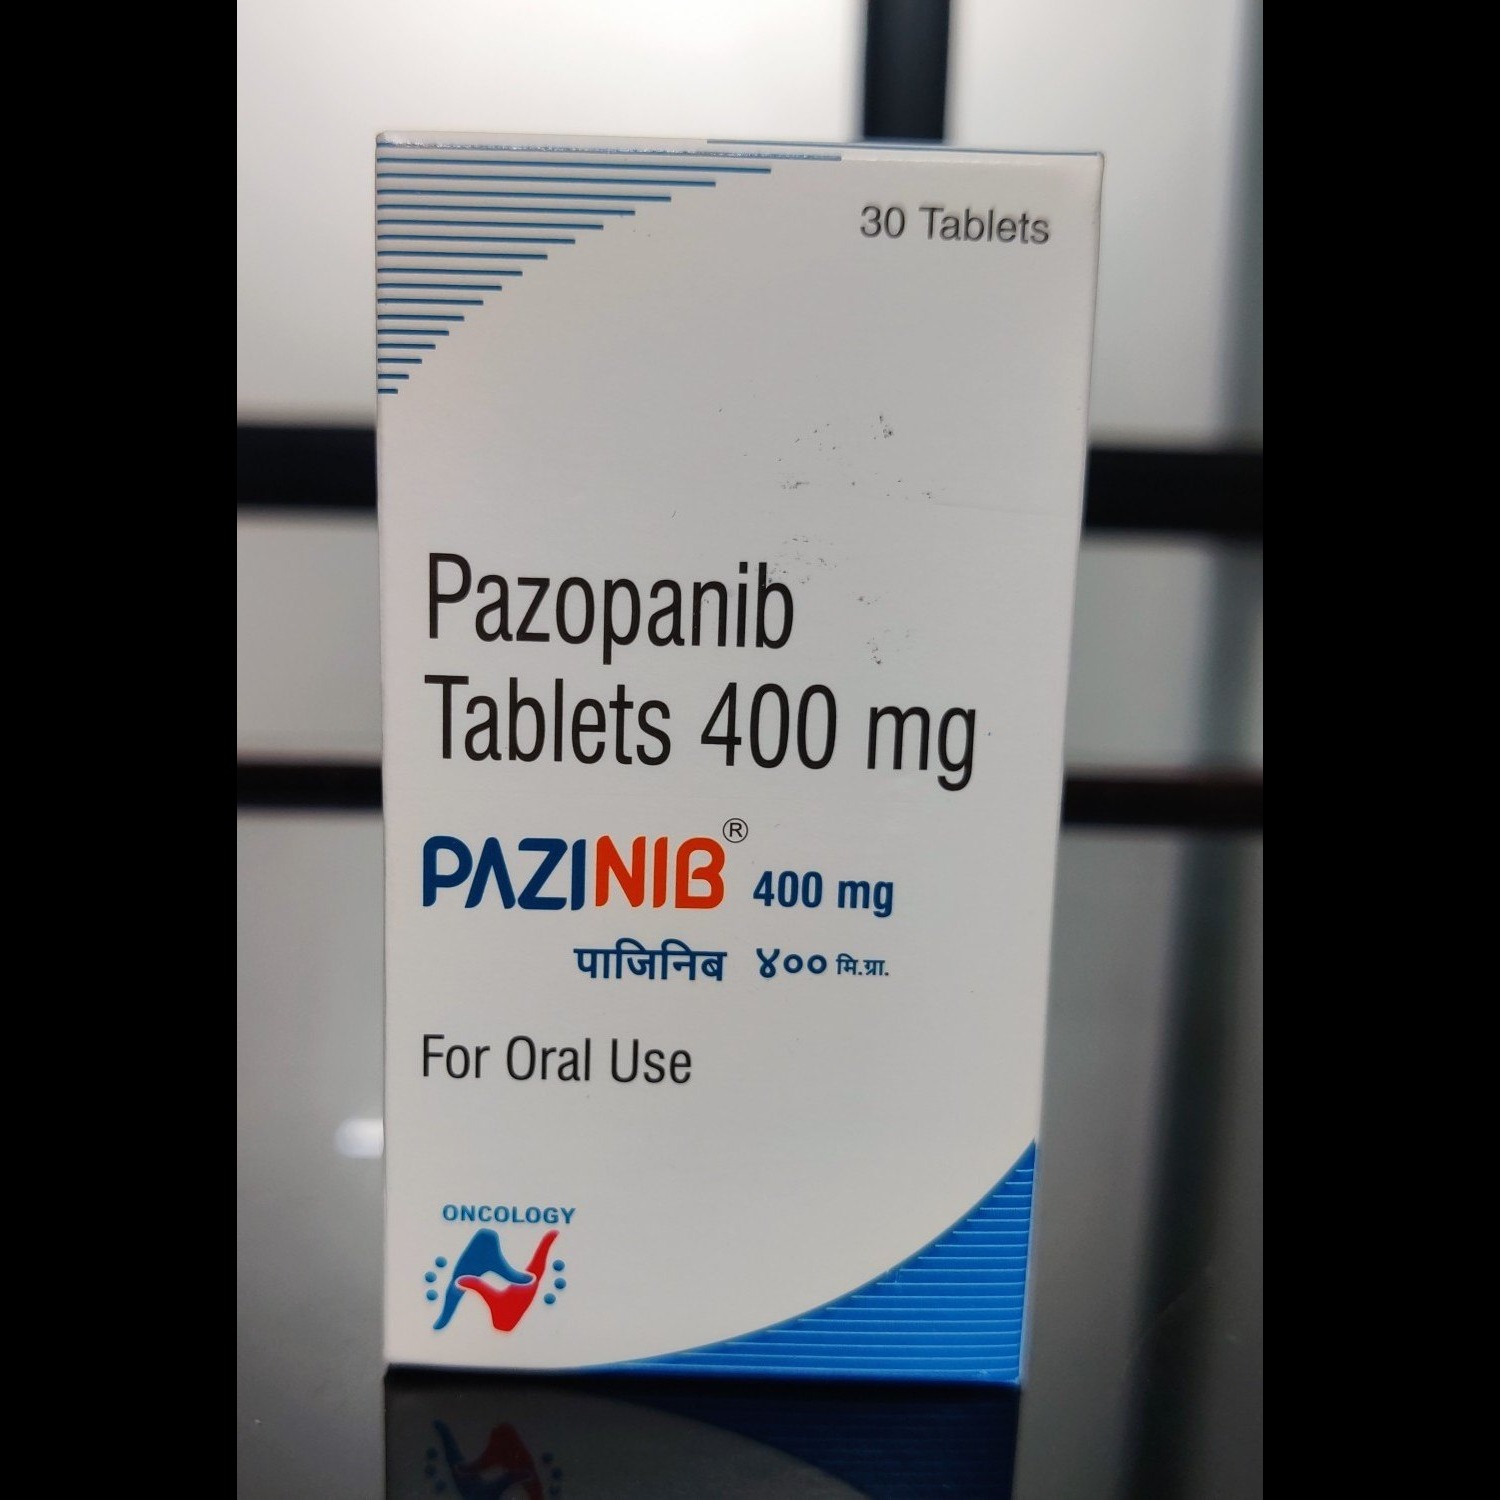 30 Tablets
Pazopanib
Tablets 400 mg
PAZINIB® 400 mg
पाजिनिब ४०० मि.ग्रा.
For Oral Use
ONCOLOGY